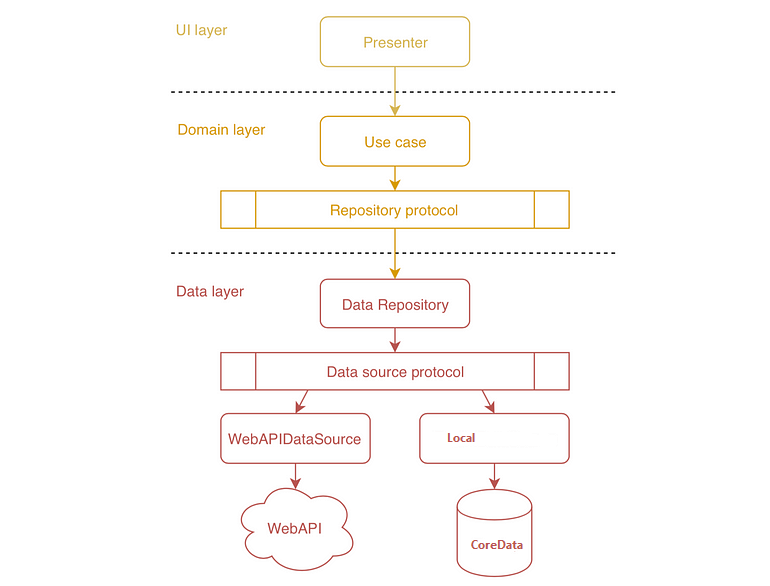 UI layer
Presenter
Domain layer
Use case
Repository protocol
Data layer
Data Repository
Data source protocol
WebAPIDataSource
Local
WebAPI
CoreData